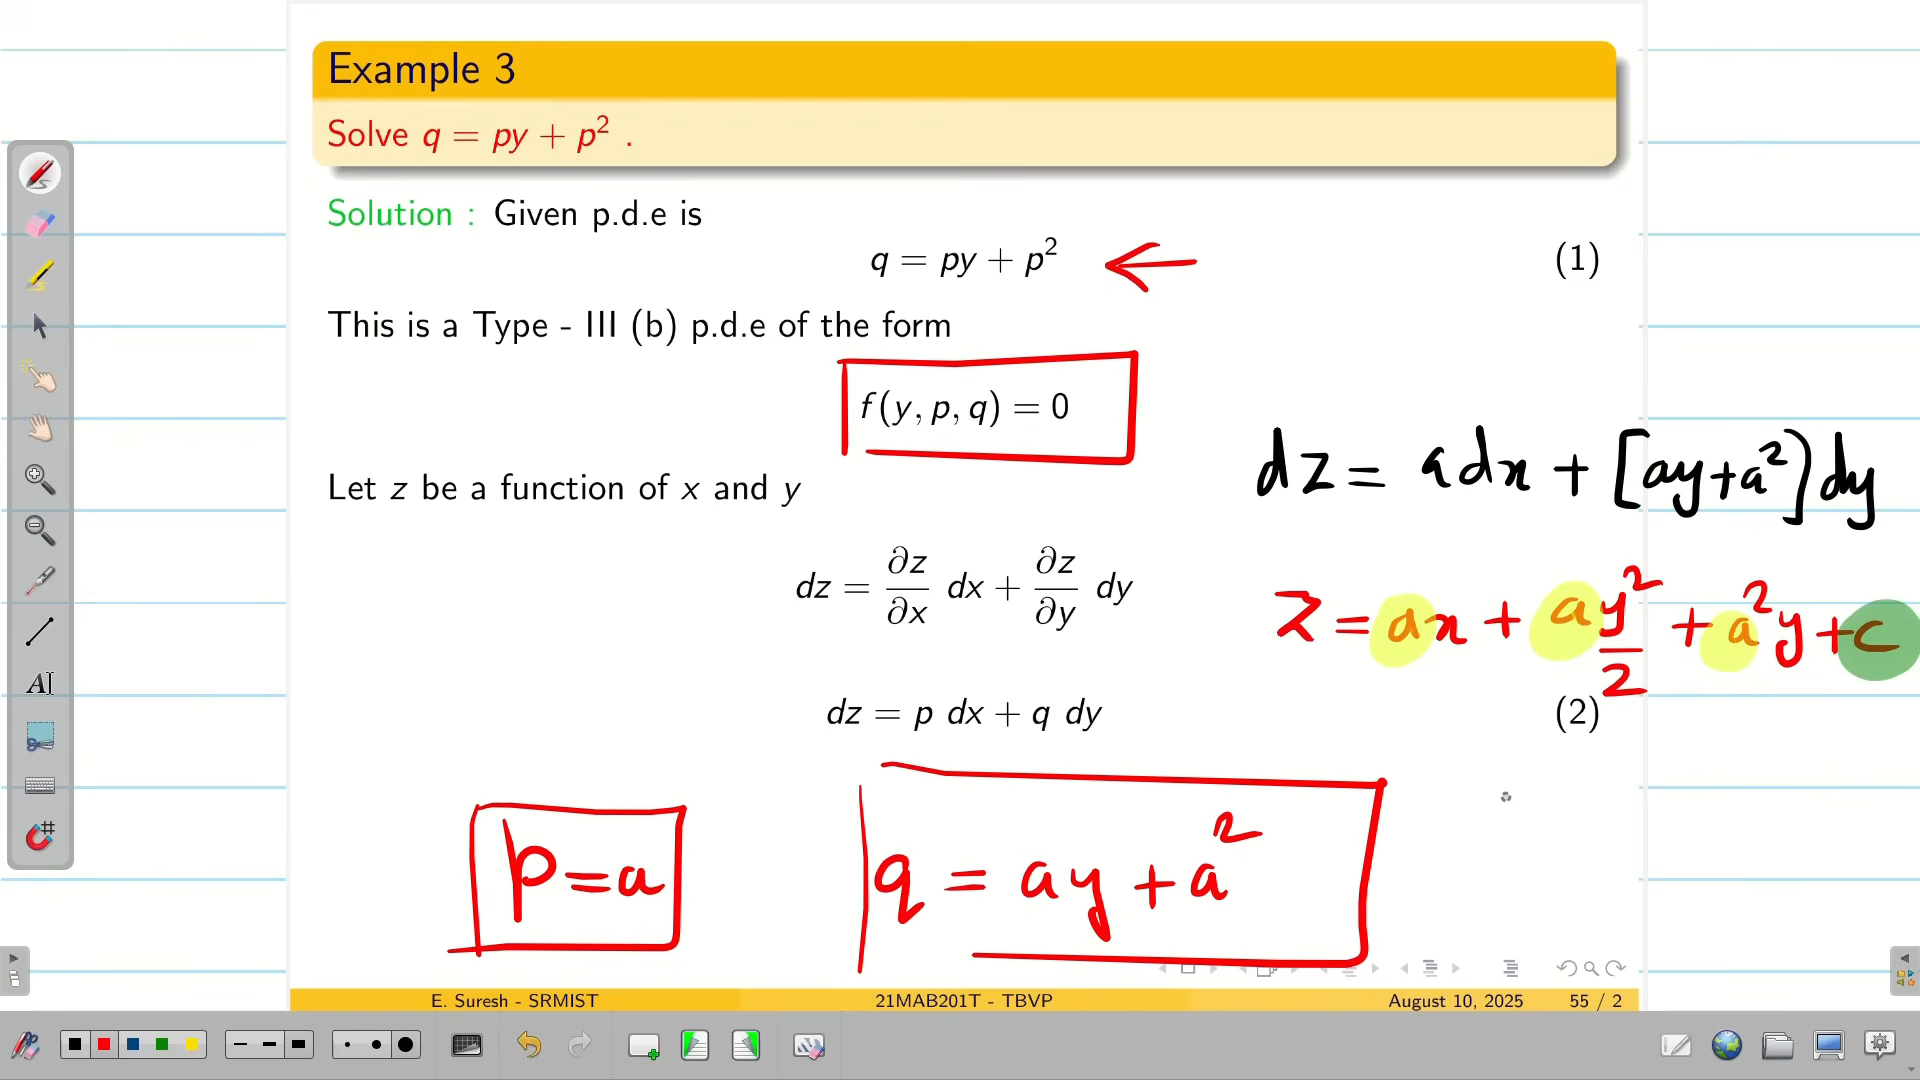 Example 3
Solve q = py + p² .
Solution : Given p.d.e is
q = py + p² (1)
This is a Type - III (b) p.d.e of the form
f(y, p, q) = 0
dz = adx + [ay+a²]dy
Let z be a function of x and y
dz = ∂z/∂x dx + ∂z/∂y dy
z = ax + ay²/2 + a²y + c
dz = p dx + q dy (2)
p = a
q = ay + a²
E. Suresh - SRMIST 21MAB201T - TBVP August 10, 2025 55 / 2